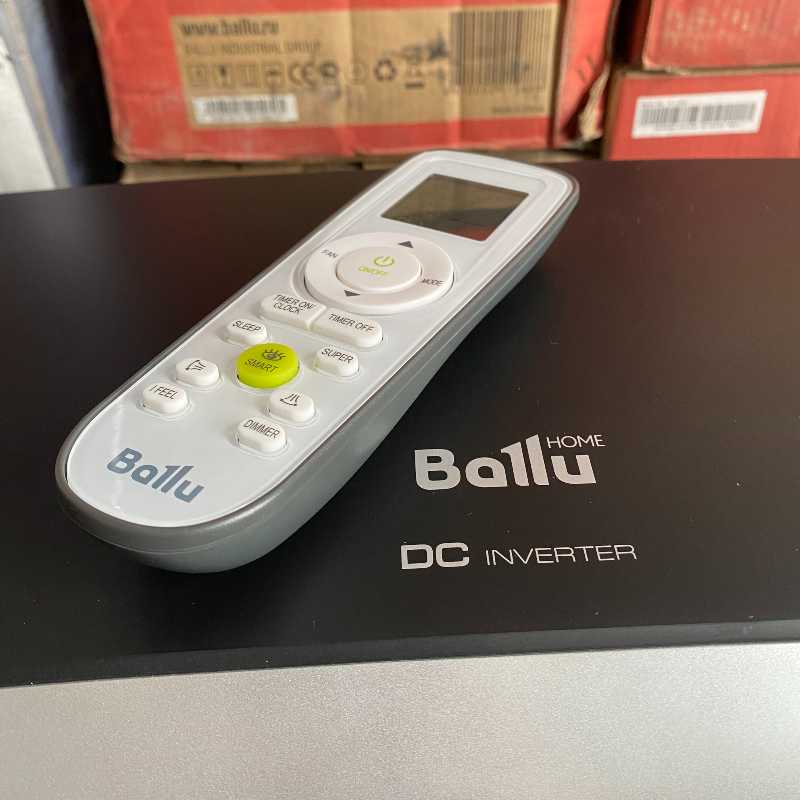 www.ballu.ru
BALLU INDUSTRIAL GROUP
FAN
ON/OFF
MODE
TIMER ON/
CLOCK
TIMER OFF
SLEEP
SMART
SUPER
I FEEL
DIMMER
Ballu
Ballu HOME
DC INVERTER